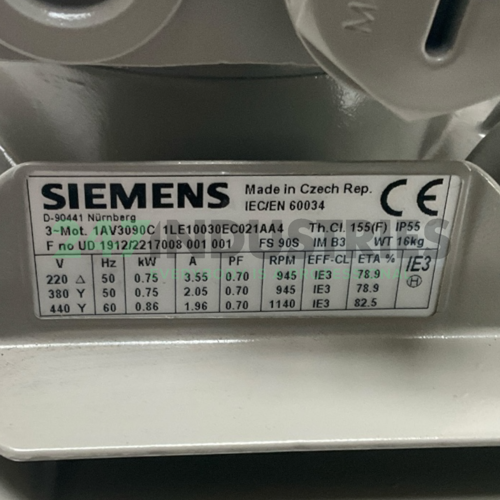 M
SIEMENS
D-90441 Nürnberg
Made in Czech Rep.
IEC/EN 60034
CE
3-Mot. 1AV3090C 1LE10030EC021AA4 Th.Cl. 155(F) IP55
F no UD 1912/2217008 001 001 FS 90S IM B3 WT 16kg
V Hz kW A PF RPM EFF-CL ETA %
220 Δ 50 0.75 3.55 0.70 945 IE3 78.9
380 Y 50 0.75 2.05 0.70 945 IE3 78.9
440 Y 60 0.86 1.96 0.70 1140 IE3 82.5
IE3
H
INDUSTRIES